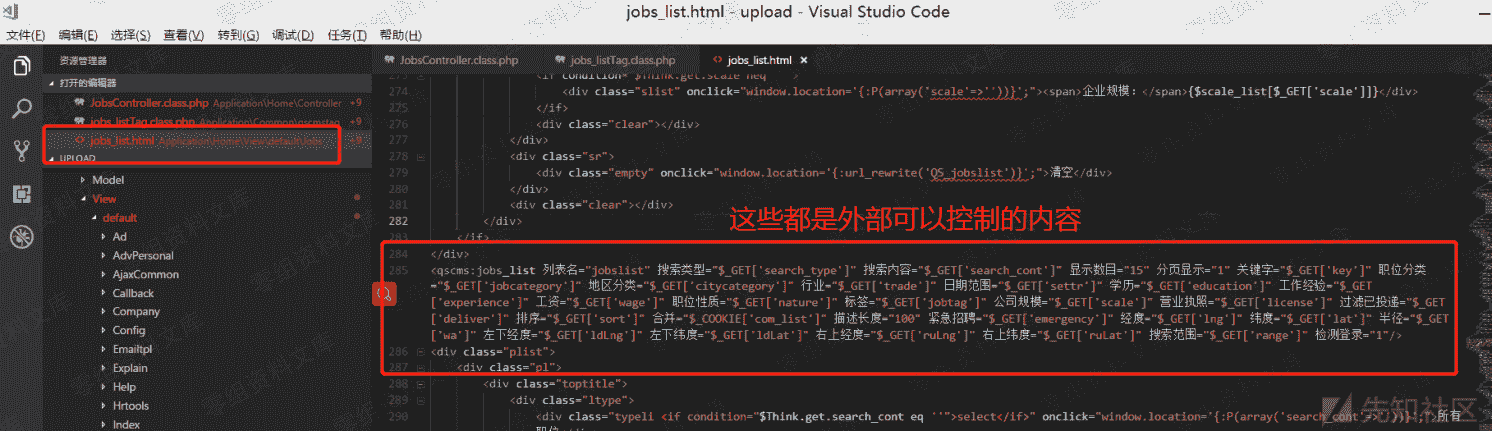 jobs_list.html - upload - Visual Studio Code
文件(F) 编辑(E) 选择(S) 查看(V) 转到(G) 调试(D) 任务(T) 帮助(H)
资源管理器
打开的编辑器
JobsController.class.php Application\Home\Controller +9
jobs_listTag.class.php Application\Common\qscmstag +9
jobs_list.html Application\Home\View\default\Jobs +9
UPLOAD
Model
View
default
Ad
AdvPersonal
AjaxCommon
Callback
Company
Config
Emailtpl
Explain
Help
Hrtools
Index
JobsController.class.php jobs_listTag.class.php jobs_list.html ×
273 <if condition="$Think.get.scale neq ''">
274 <div class="slist" onclick="window.location='{:P(array('scale'=>''))}';"><span>企业规模：</span>{$scale_list[$_GET['scale']]}</div>
275 </if>
276 <div class="clear"></div>
277 </div>
278 <div class="sr">
279 <div class="empty" onclick="window.location='{:url_rewrite('QS_jobslist')}';">清空</div>
280 </div>
281 <div class="clear"></div>
282 </div>
283 </if>
这些都是外部可以控制的内容
284 </div>
285 <qscms:jobs_list 列表名="jobslist" 搜索类型="$_GET['search_type']" 搜索内容="$_GET['search_cont']" 显示数目="15" 分页显示="1" 关键字="$_GET['key']" 职位分类
="$_GET['jobcategory']" 地区分类="$_GET['citycategory']" 行业="$_GET['trade']" 日期范围="$_GET['settr']" 学历="$_GET['education']" 工作经验="$_GET
['experience']" 工资="$_GET['wage']" 职位性质="$_GET['nature']" 标签="$_GET['jobtag']" 公司规模="$_GET['scale']" 营业执照="$_GET['license']" 过滤已投递="$_GET
['deliver']" 排序="$_GET['sort']" 合并="$_COOKIE['com_list']" 描述长度="100" 紧急招聘="$_GET['emergency']" 经度="$_GET['lng']" 纬度="$_GET['lat']" 半径="$_GET
['wa']" 左下经度="$_GET['ldLng']" 左下纬度="$_GET['ldLat']" 右上经度="$_GET['ruLng']" 右上纬度="$_GET['ruLat']" 搜索范围="$_GET['range']" 检测登录="1"/>
286 <div class="plist">
287 <div class="pl">
288 <div class="toptitle">
289 <div class="ltype">
290 <div class="typeli <if condition="$Think.get.search_cont eq ''">select</if>" onclick="window.location='{:P(array('search_cont'=>''))}';">所有
职位</div>
先知社区